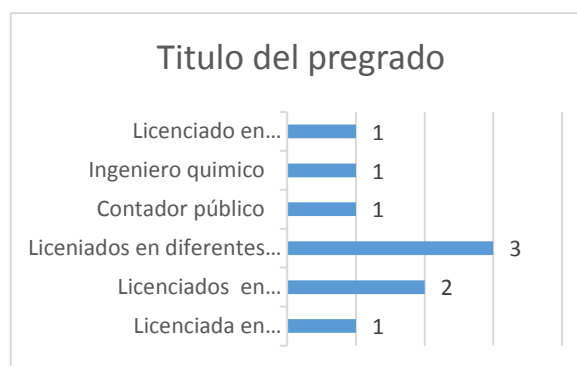 Titulo del pregrado
Licenciado en... 1
Ingeniero quimico 1
Contador público 1
Liceniados en diferentes... 3
Licenciados en... 2
Licenciada en... 1